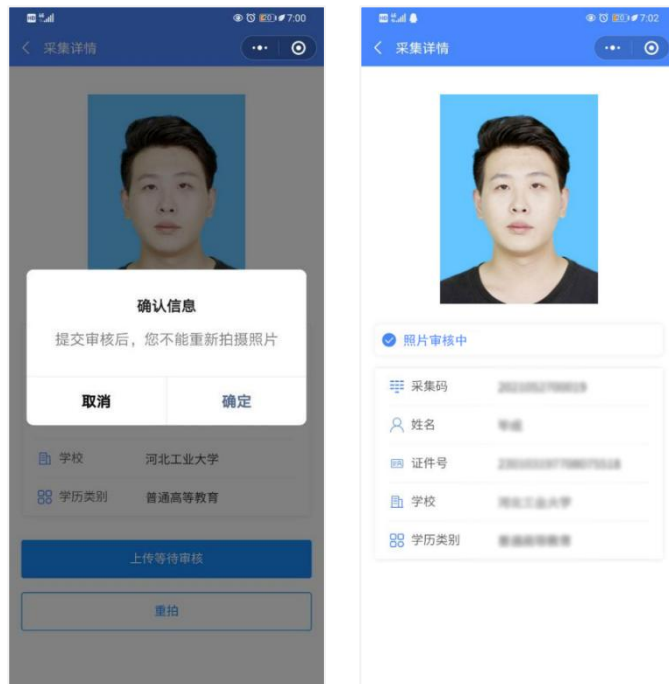 7:00
采集详情
确认信息
提交审核后，您不能重新拍摄照片
取消
确定
学校
河北工业大学
学历类别
普通高等教育
上传等待审核
重拍
7:02
采集详情
照片审核中
采集码
姓名
证件号
学校
学历类别